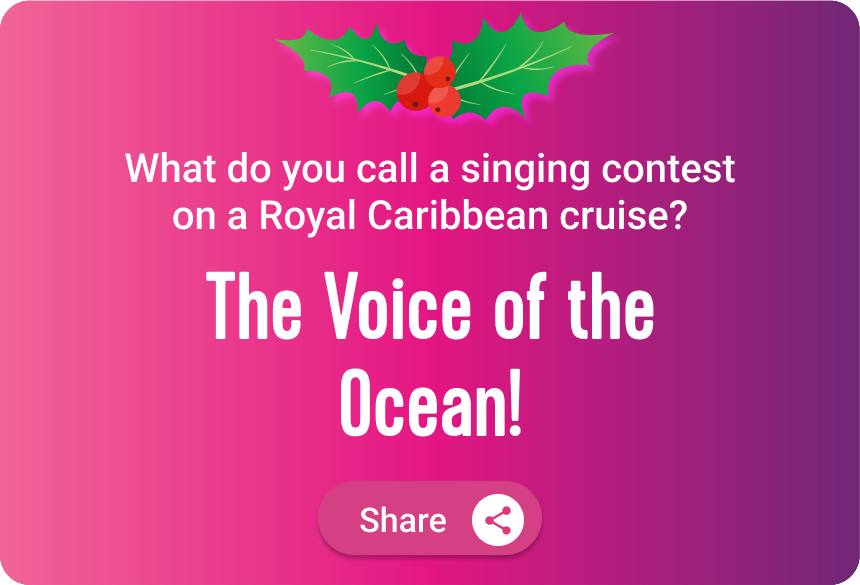 What do you call a singing contest
on a Royal Caribbean cruise?
The Voice of the
Ocean!
Share